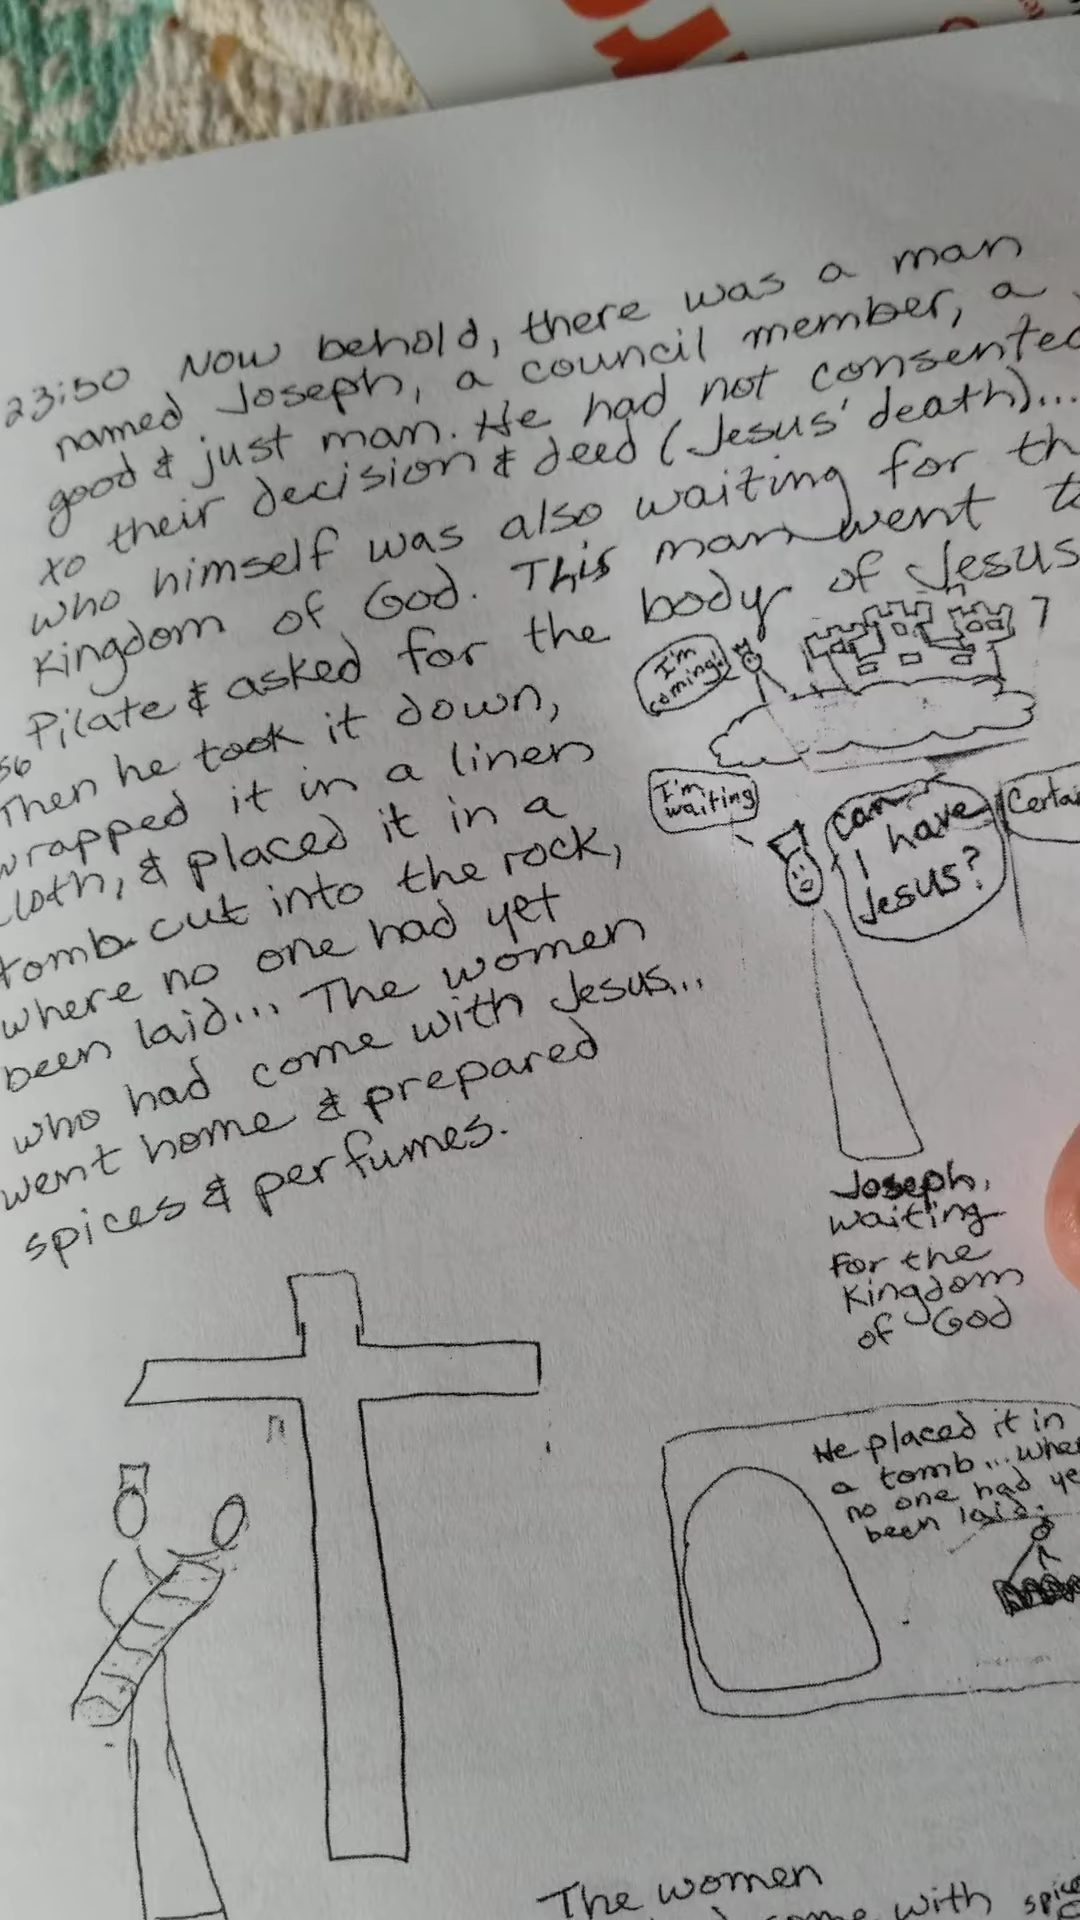 23:50 Now behold, there was a man
named Joseph, a council member, a
good & just man. He had not consented
to their decision & deed (Jesus' death)...
who himself was also waiting for
Kingdom of God. This man went
Pilate & asked for the body of Jesus
56 Then he took it down,
wrapped it in a linen
cloth, & placed it in a
tomb cut into the rock,
where no one had yet
been laid... The women
who had come with Jesus...
went home & prepared
spices & perfumes.
I'm
coming!
I'm
waiting
Can
I have
Jesus?
Joseph,
waiting
for the
Kingdom
of God
He placed it in
a tomb...
no one had
been laid.
The women
come with